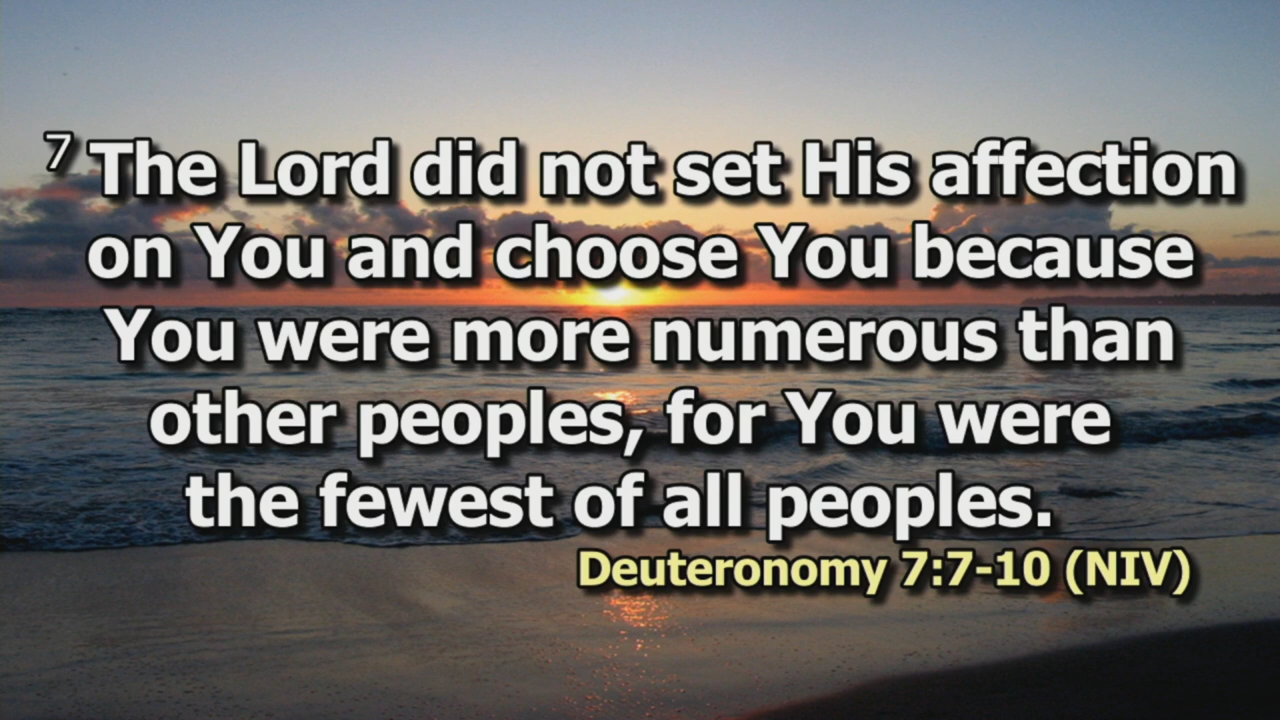 7 The Lord did not set His affection
on You and choose You because
You were more numerous than
other peoples, for You were
the fewest of all peoples.
Deuteronomy 7:7-10 (NIV)